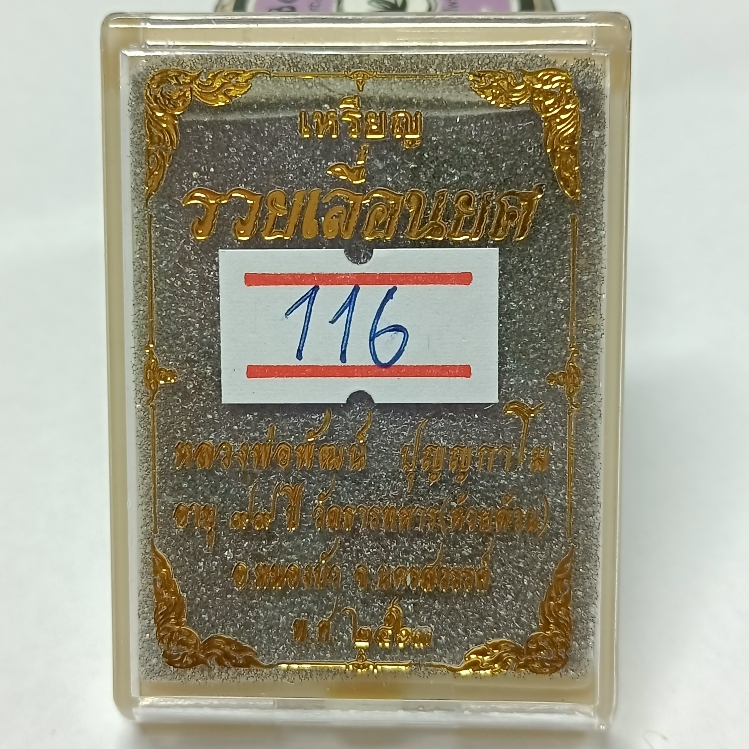 เหรียญ
รวยเลื่อนยศ
116
หลวงพ่อพัฒน์ ปุญญกาโม
อายุ ๙๙ ปี วัดธารทหาร(ห้วยด้วน)
อ.หนองบัว จ.นครสวรรค์
พ.ศ. ๒๕๖๓